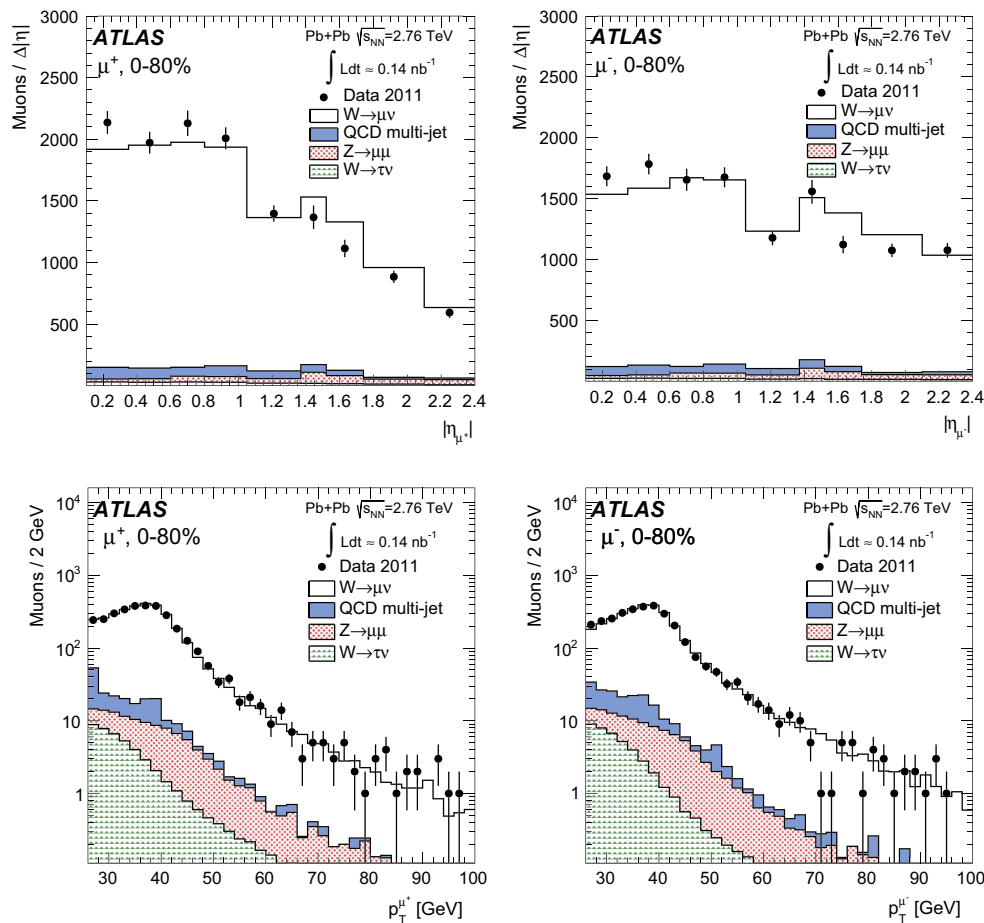 ATLAS
μ⁺, 0-80%
Pb+Pb √sNN=2.76 TeV
∫ Ldt ≈ 0.14 nb⁻¹
Data 2011
W→μν
QCD multi-jet
Z→μμ
W→τν
Muons / Δ|η|
3000
2500
2000
1500
1000
500
0.2 0.4 0.6 0.8 1 1.2 1.4 1.6 1.8 2 2.2 2.4
|ημ⁺|
ATLAS
μ⁻, 0-80%
Pb+Pb √sNN=2.76 TeV
∫ Ldt ≈ 0.14 nb⁻¹
Data 2011
W→μν
QCD multi-jet
Z→μμ
W→τν
Muons / Δ|η|
3000
2500
2000
1500
1000
500
0.2 0.4 0.6 0.8 1 1.2 1.4 1.6 1.8 2 2.2 2.4
|ημ⁻|
ATLAS
μ⁺, 0-80%
Pb+Pb √sNN=2.76 TeV
∫ Ldt ≈ 0.14 nb⁻¹
Data 2011
W→μν
QCD multi-jet
Z→μμ
W→τν
Muons / 2 GeV
10⁴
10³
10²
10
1
30 40 50 60 70 80 90 100
pTμ⁺ [GeV]
ATLAS
μ⁻, 0-80%
Pb+Pb √sNN=2.76 TeV
∫ Ldt ≈ 0.14 nb⁻¹
Data 2011
W→μν
QCD multi-jet
Z→μμ
W→τν
Muons / 2 GeV
10⁴
10³
10²
10
1
30 40 50 60 70 80 90 100
pTμ⁻ [GeV]